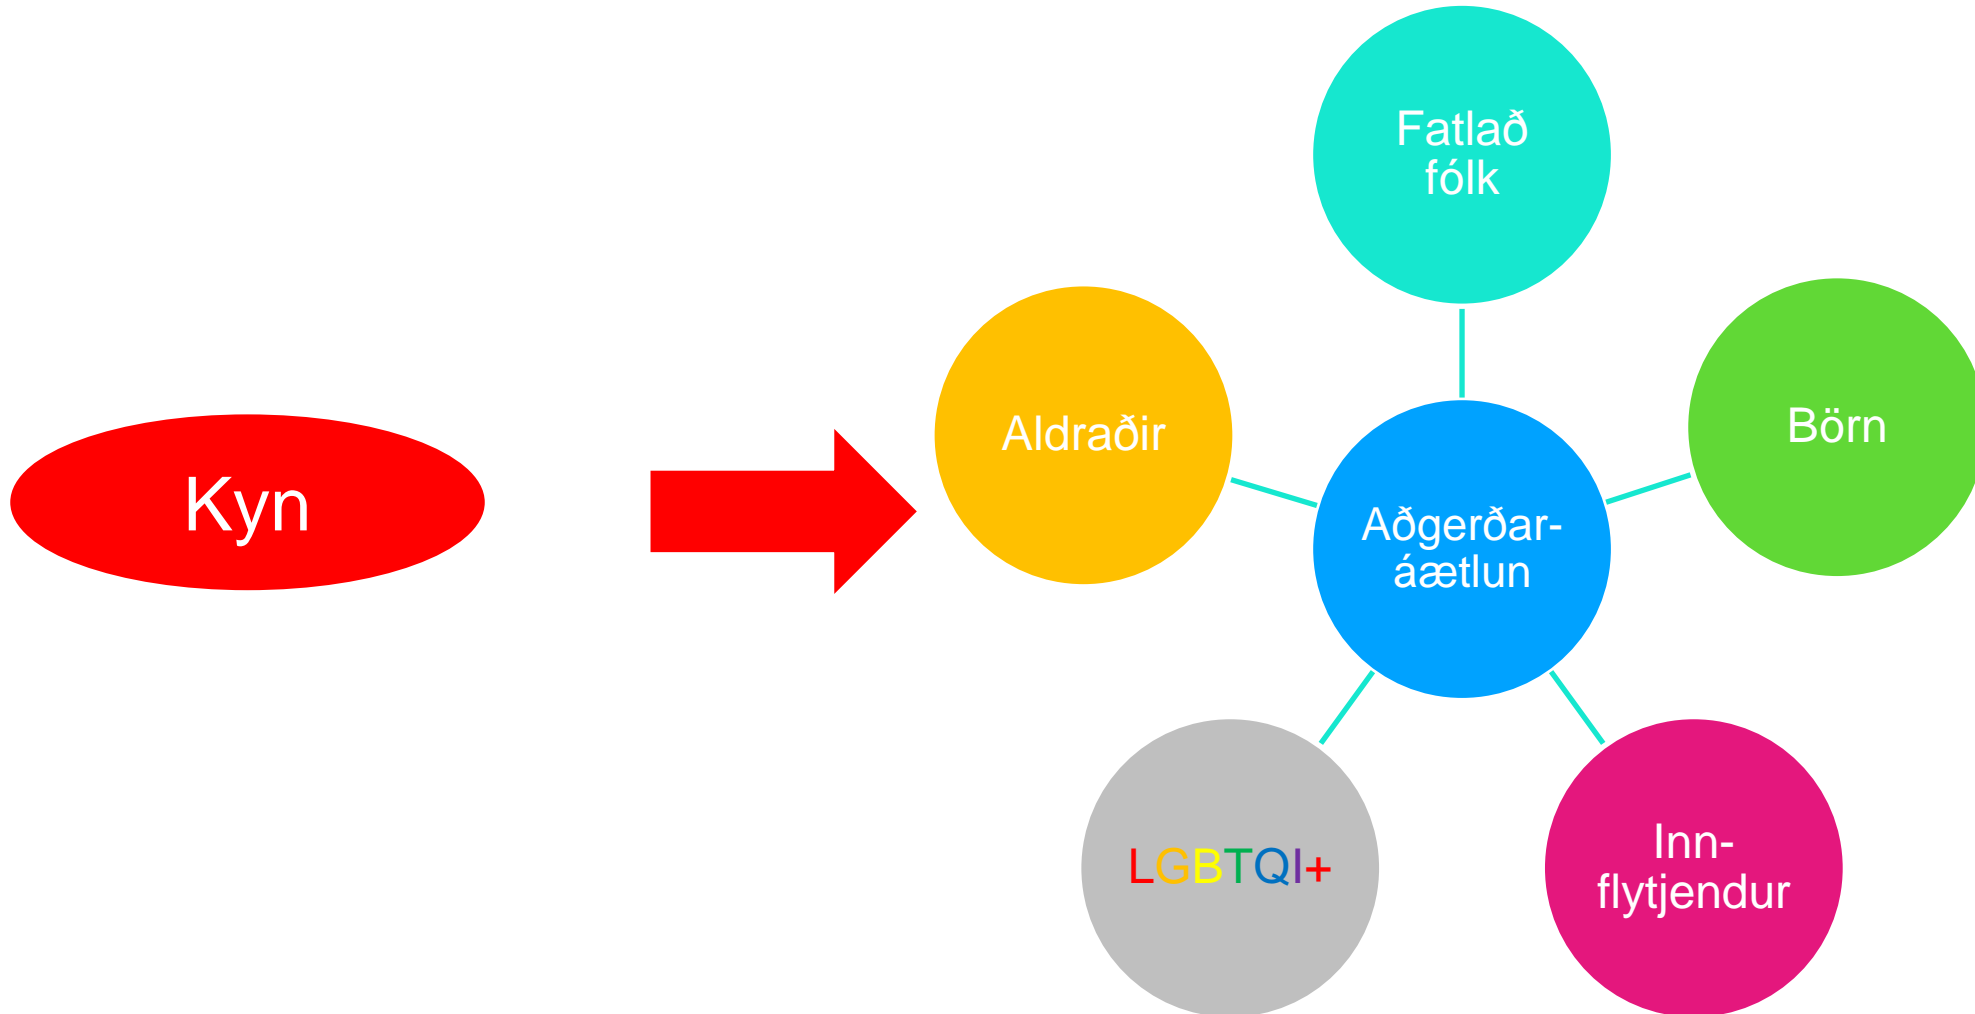 Kyn
Fatlað
fólk
Aldraðir
Börn
Aðgerðar-
áætlun
LGBTQI+
Inn-
flytjendur